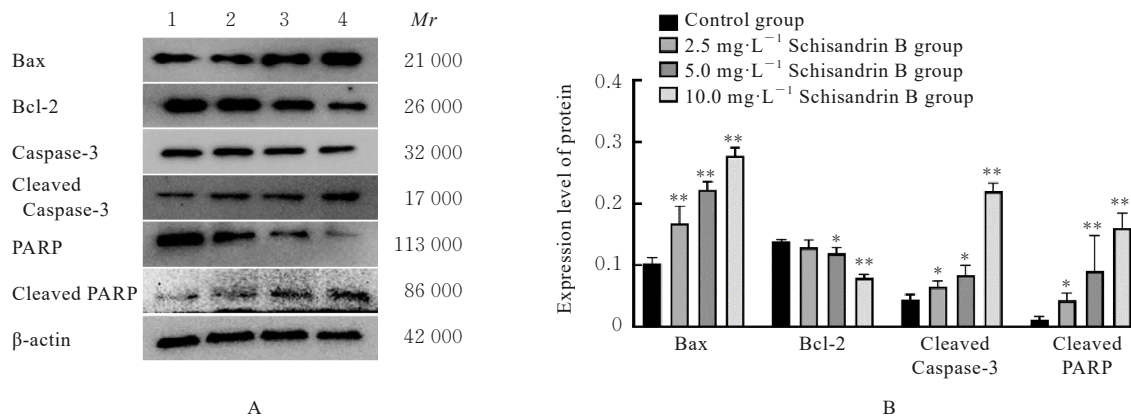 1 2 3 4 Mr
Bax 21 000
Bcl-2 26 000
Caspase-3 32 000
Cleaved
Caspase-3 17 000
PARP 113 000
Cleaved PARP 86 000
β-actin 42 000
A
Control group
2.5 mg·L⁻¹ Schisandrin B group
5.0 mg·L⁻¹ Schisandrin B group
10.0 mg·L⁻¹ Schisandrin B group
Expression level of protein
0.4
0.3
0.2
0.1
0
** ** **
* **
* * **
* ** **
Bax Bcl-2 Cleaved Cleaved
Caspase-3 PARP
B